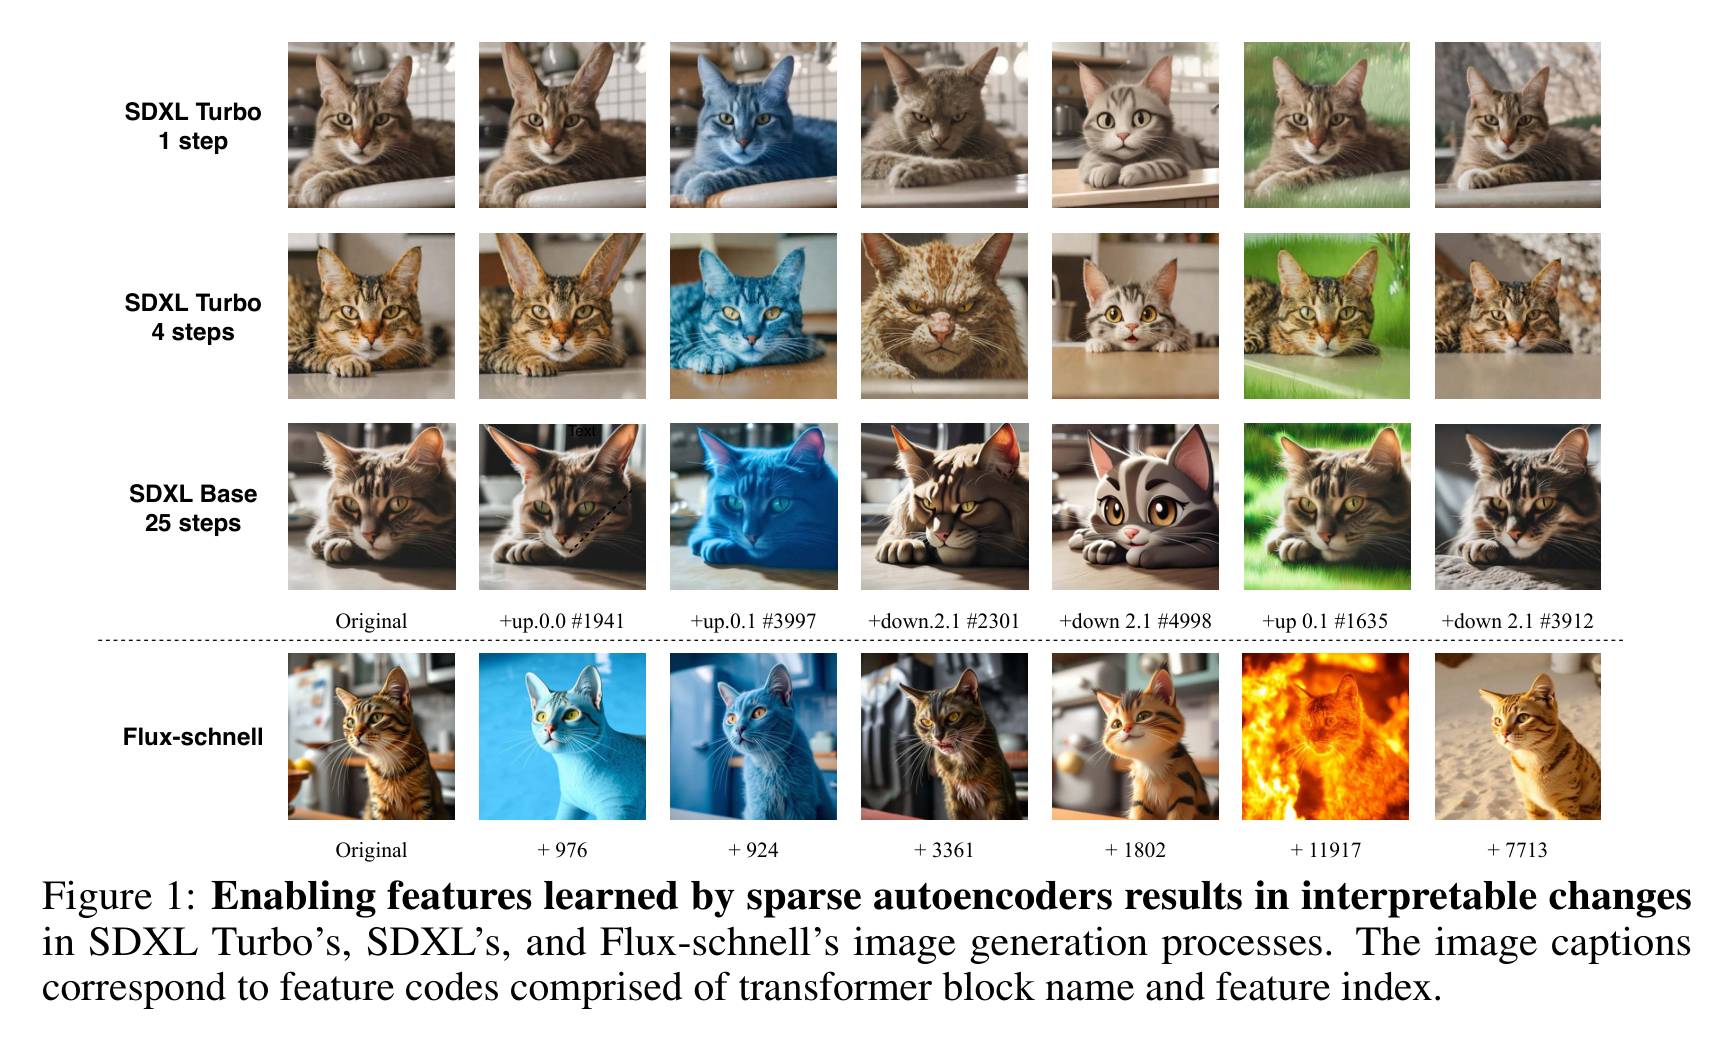 SDXL Turbo
1 step
SDXL Turbo
4 steps
Text
SDXL Base
25 steps
Original +up.0.0 #1941 +up.0.1 #3997 +down.2.1 #2301 +down 2.1 #4998 +up 0.1 #1635 +down 2.1 #3912
Flux-schnell
Original + 976 + 924 + 3361 + 1802 + 11917 + 7713
Figure 1: Enabling features learned by sparse autoencoders results in interpretable changes
in SDXL Turbo's, SDXL's, and Flux-schnell's image generation processes. The image captions
correspond to feature codes comprised of transformer block name and feature index.